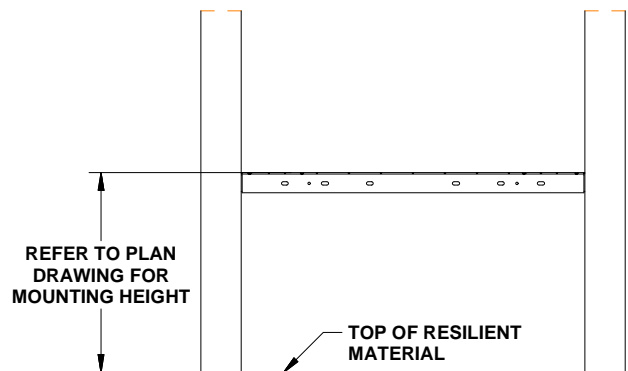 REFER TO PLAN
DRAWING FOR
MOUNTING HEIGHT
TOP OF RESILIENT
MATERIAL